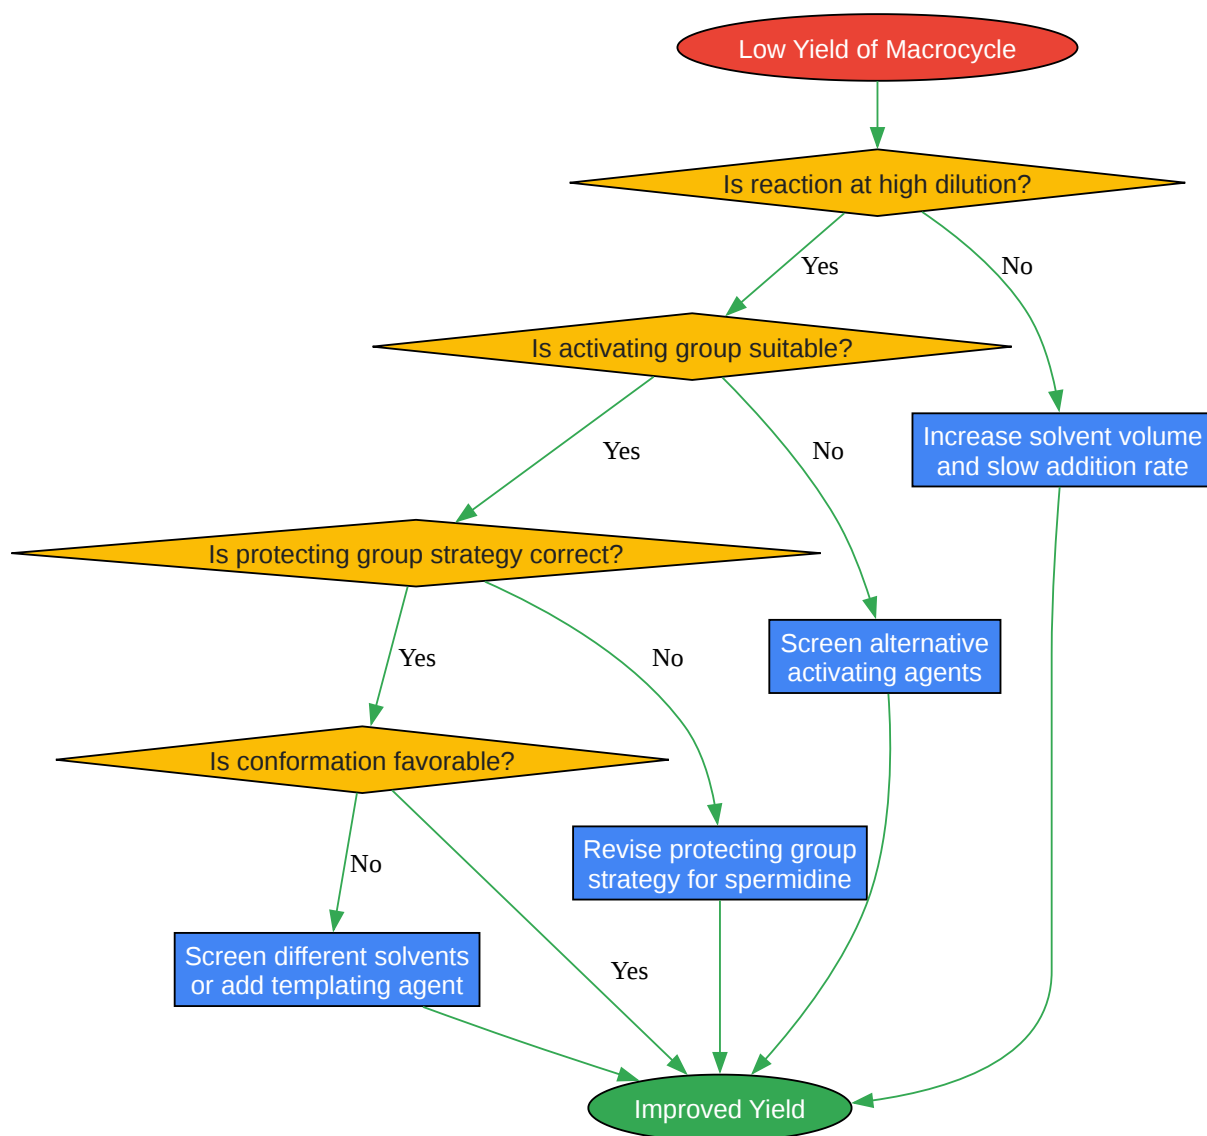 Low Yield of Macrocycle
Is reaction at high dilution?
Yes
No
Is activating group suitable?
Increase solvent volume
and slow addition rate
Yes
No
Is protecting group strategy correct?
Screen alternative
activating agents
Yes
No
Is conformation favorable?
Revise protecting group
strategy for spermidine
No
Screen different solvents
or add templating agent
Yes
Improved Yield